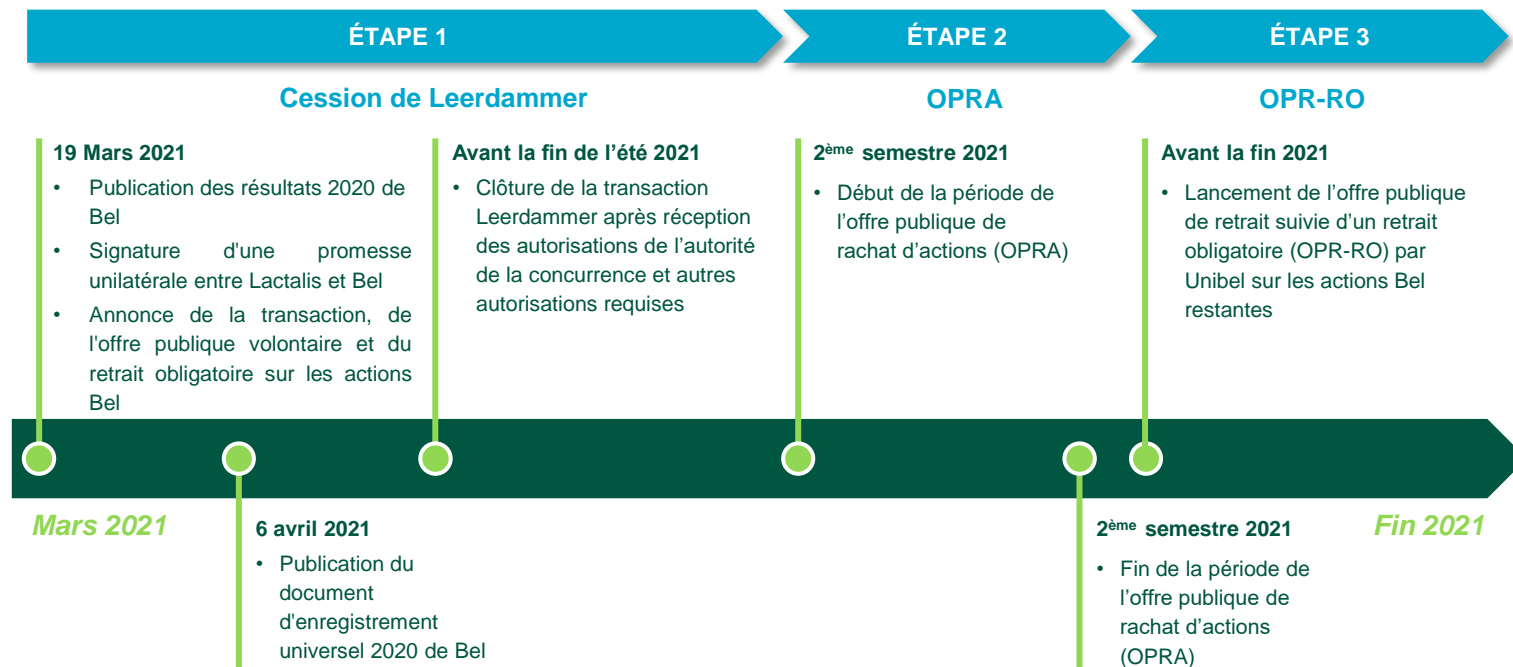 ÉTAPE 1
ÉTAPE 2
ÉTAPE 3
Cession de Leerdammer
OPRA
OPR-RO
19 Mars 2021
• Publication des résultats 2020 de
Bel
• Signature d'une promesse
unilatérale entre Lactalis et Bel
• Annonce de la transaction, de
l'offre publique volontaire et du
retrait obligatoire sur les actions
Bel
Avant la fin de l’été 2021
• Clôture de la transaction
Leerdammer après réception
des autorisations de l’autorité
de la concurrence et autres
autorisations requises
2ème semestre 2021
• Début de la période de
l’offre publique de
rachat d’actions (OPRA)
Avant la fin 2021
• Lancement de l’offre publique
de retrait suivie d’un retrait
obligatoire (OPR-RO) par
Unibel sur les actions Bel
restantes
Mars 2021
6 avril 2021
• Publication du
document
d'enregistrement
universel 2020 de Bel
2ème semestre 2021
• Fin de la période de
l’offre publique de
rachat d’actions
(OPRA)
Fin 2021